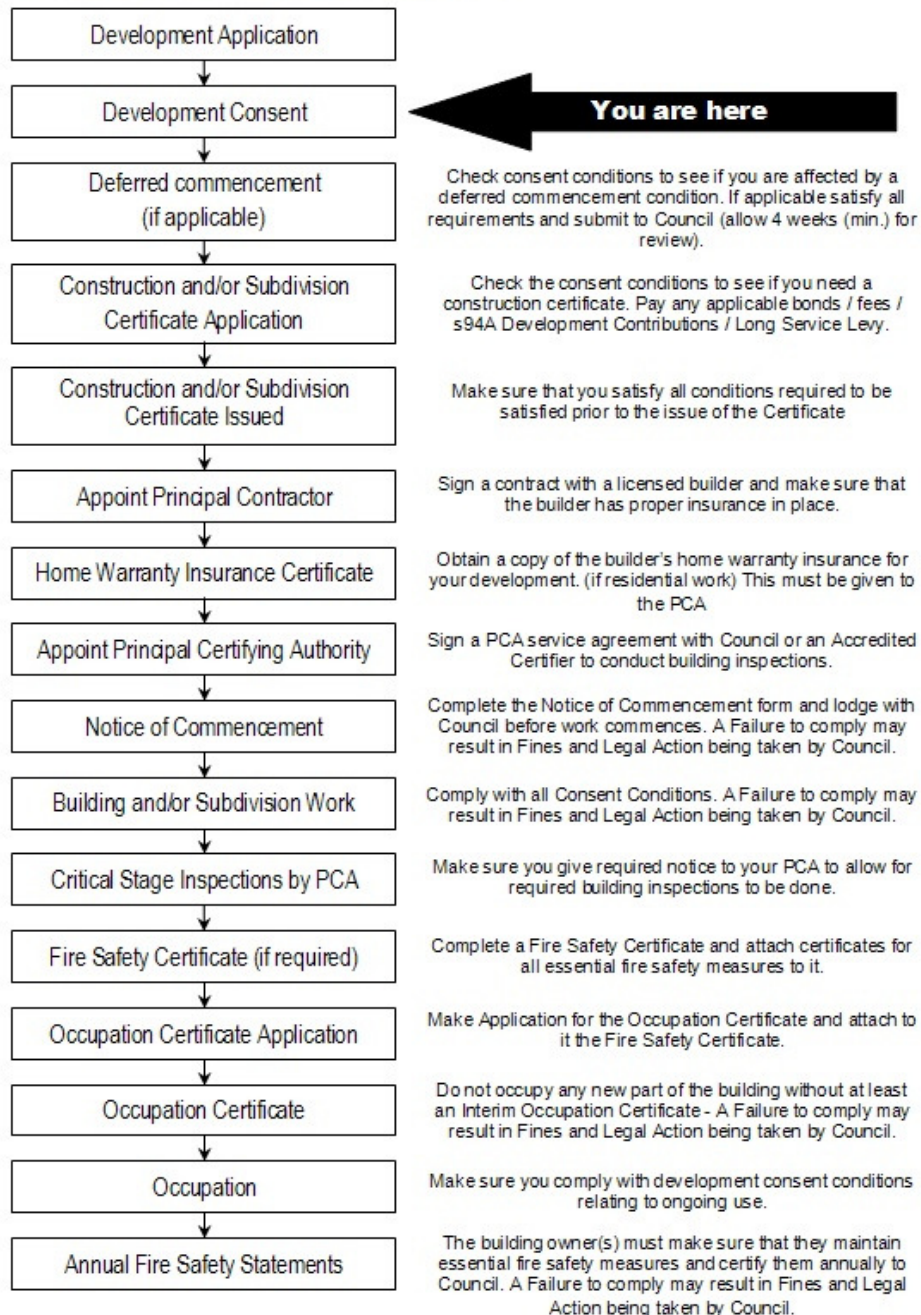 Development Application
Development Consent
You are here
Deferred commencement
(if applicable)
Check consent conditions to see if you are affected by a
deferred commencement condition. If applicable satisfy all
requirements and submit to Council (allow 4 weeks (min.) for
review).
Construction and/or Subdivision
Certificate Application
Check the consent conditions to see if you need a
construction certificate. Pay any applicable bonds / fees /
s94A Development Contributions / Long Service Levy.
Construction and/or Subdivision
Certificate Issued
Make sure that you satisfy all conditions required to be
satisfied prior to the issue of the Certificate
Appoint Principal Contractor
Sign a contract with a licensed builder and make sure that
the builder has proper insurance in place.
Home Warranty Insurance Certificate
Obtain a copy of the builder's home warranty insurance for
your development. (if residential work) This must be given to
the PCA
Appoint Principal Certifying Authority
Sign a PCA service agreement with Council or an Accredited
Certifier to conduct building inspections.
Notice of Commencement
Complete the Notice of Commencement form and lodge with
Council before work commences. A Failure to comply may
result in Fines and Legal Action being taken by Council.
Building and/or Subdivision Work
Comply with all Consent Conditions. A Failure to comply may
result in Fines and Legal Action being taken by Council.
Critical Stage Inspections by PCA
Make sure you give required notice to your PCA to allow for
required building inspections to be done.
Fire Safety Certificate (if required)
Complete a Fire Safety Certificate and attach certificates for
all essential fire safety measures to it.
Occupation Certificate Application
Make Application for the Occupation Certificate and attach to
it the Fire Safety Certificate.
Occupation Certificate
Do not occupy any new part of the building without at least
an Interim Occupation Certificate - A Failure to comply may
result in Fines and Legal Action being taken by Council.
Occupation
Make sure you comply with development consent conditions
relating to ongoing use.
Annual Fire Safety Statements
The building owner(s) must make sure that they maintain
essential fire safety measures and certify them annually to
Council. A Failure to comply may result in Fines and Legal
Action being taken by Council.